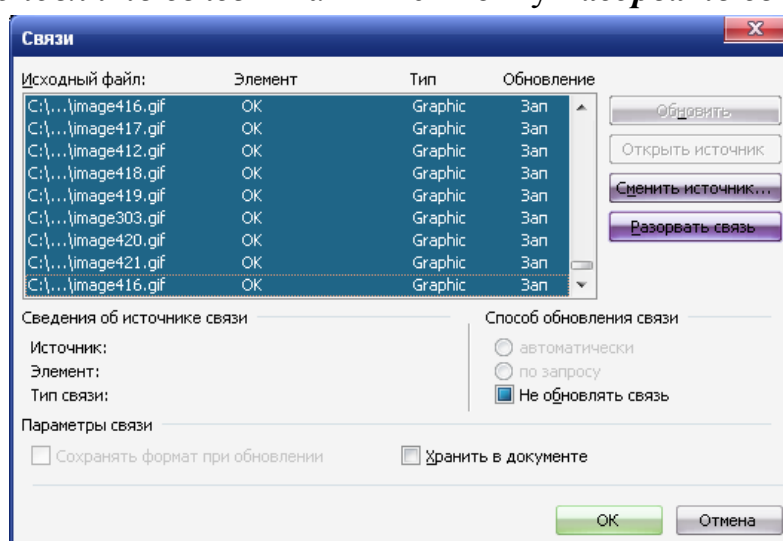 Связи
Исходный файл: Элемент Тип Обновление
C:\...\image416.gif OK Graphic Зап
C:\...\image417.gif OK Graphic Зап
C:\...\image412.gif OK Graphic Зап
C:\...\image418.gif OK Graphic Зап
C:\...\image419.gif OK Graphic Зап
C:\...\image303.gif OK Graphic Зап
C:\...\image420.gif OK Graphic Зап
C:\...\image421.gif OK Graphic Зап
C:\...\image416.gif OK Graphic Зап
Обновить
Открыть источник
Сменить источник...
Разорвать связь
Сведения об источнике связи
Источник:
Элемент:
Тип связи:
Способ обновления связи
автоматически
по запросу
Не обновлять связь
Параметры связи
Сохранять формат при обновлении
Хранить в документе
OK
Отмена